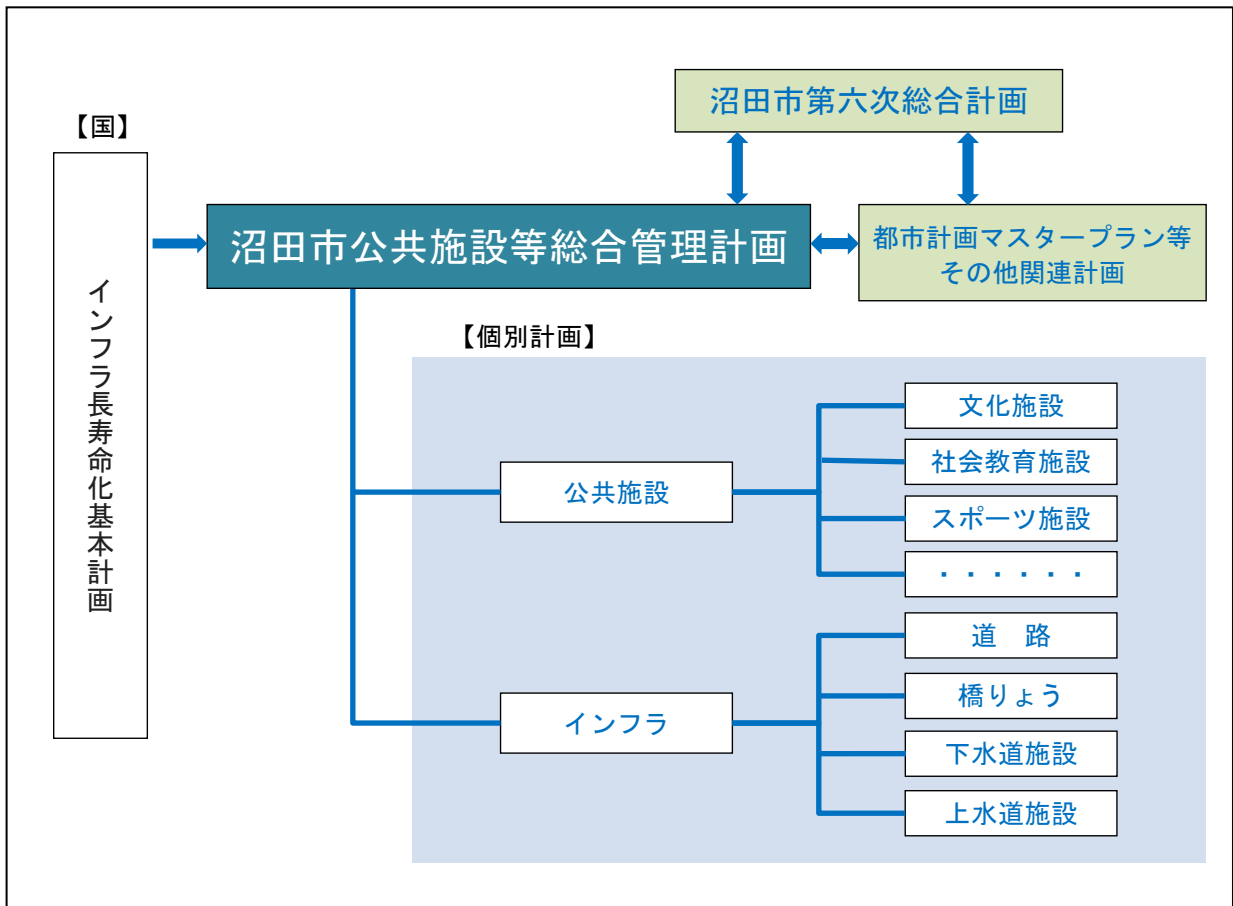 沼田市第六次総合計画
【国】
インフラ長寿命化基本計画
沼田市公共施設等総合管理計画
都市計画マスタープラン等
その他関連計画
【個別計画】
公共施設
文化施設
社会教育施設
スポーツ施設
・・・・・・
インフラ
道　路
橋りょう
下水道施設
上水道施設